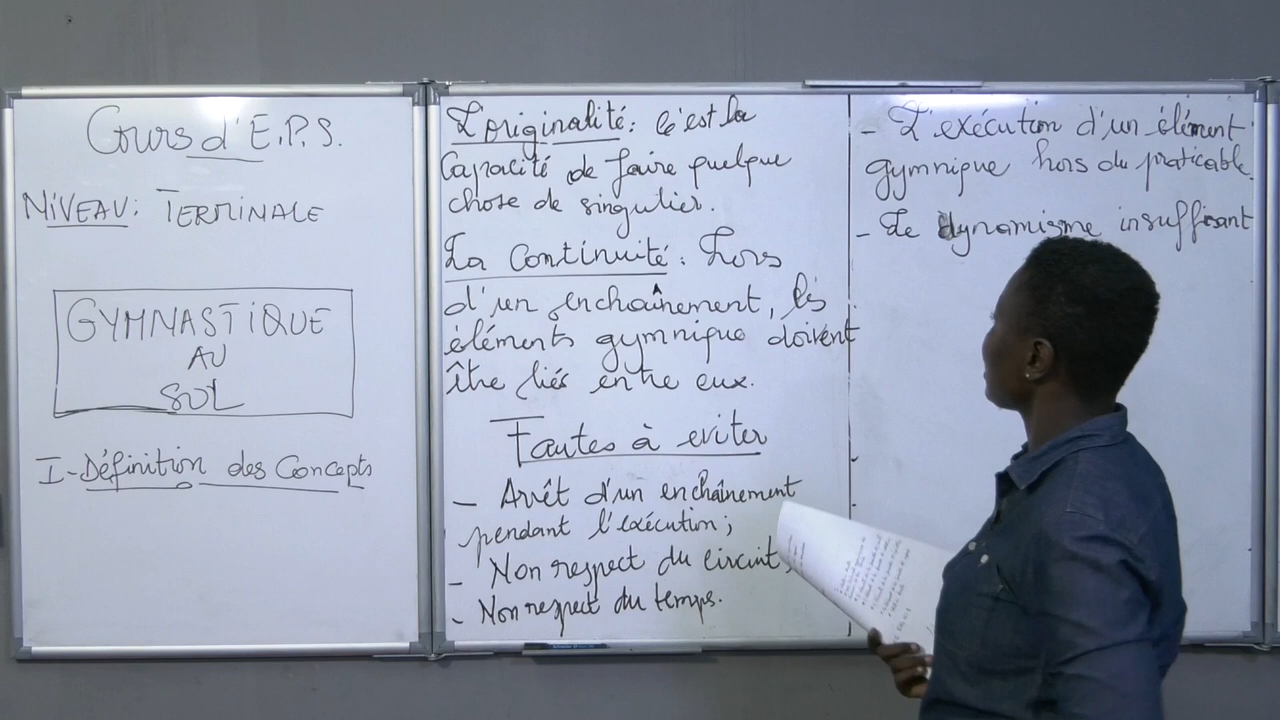 Cours d'E.P.S.
NIVEAU: TERMINALE
GYMNASTIQUE
AU
SOL
I-Définition des Concepts
L'originalité: C'est la
Capacité de faire quelque
chose de singulier.
La Continuité: Lors
d'un enchaînement, les
éléments gymnique doivent
être liés entre eux.
Fautes à eviter
- Arrêt d'un enchaînement
pendant l'exécution;
- Non respect du circuit;
- Non respect du temps.
- L'exécution d'un élément
gymnique hors du praticable.
- Le dynamisme insuffisant